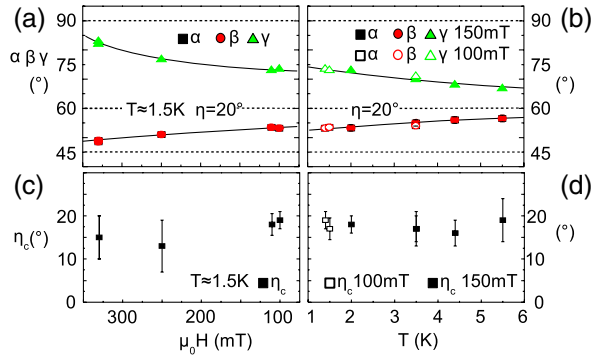 (a) 90 90 (b)
α β γ α β γ 150mT
α β γ 75 75 α β γ 100mT
(°) (°)
60 60
T≈1.5K η=20° η=20°
45 45
(c) (d)
30 30
η_c(°) 20 20 (°)
10 10
T≈1.5K η_c η_c 100mT η_c 150mT
0 0
300 200 100 1 2 3 4 5 6
μ₀H (mT) T (K)